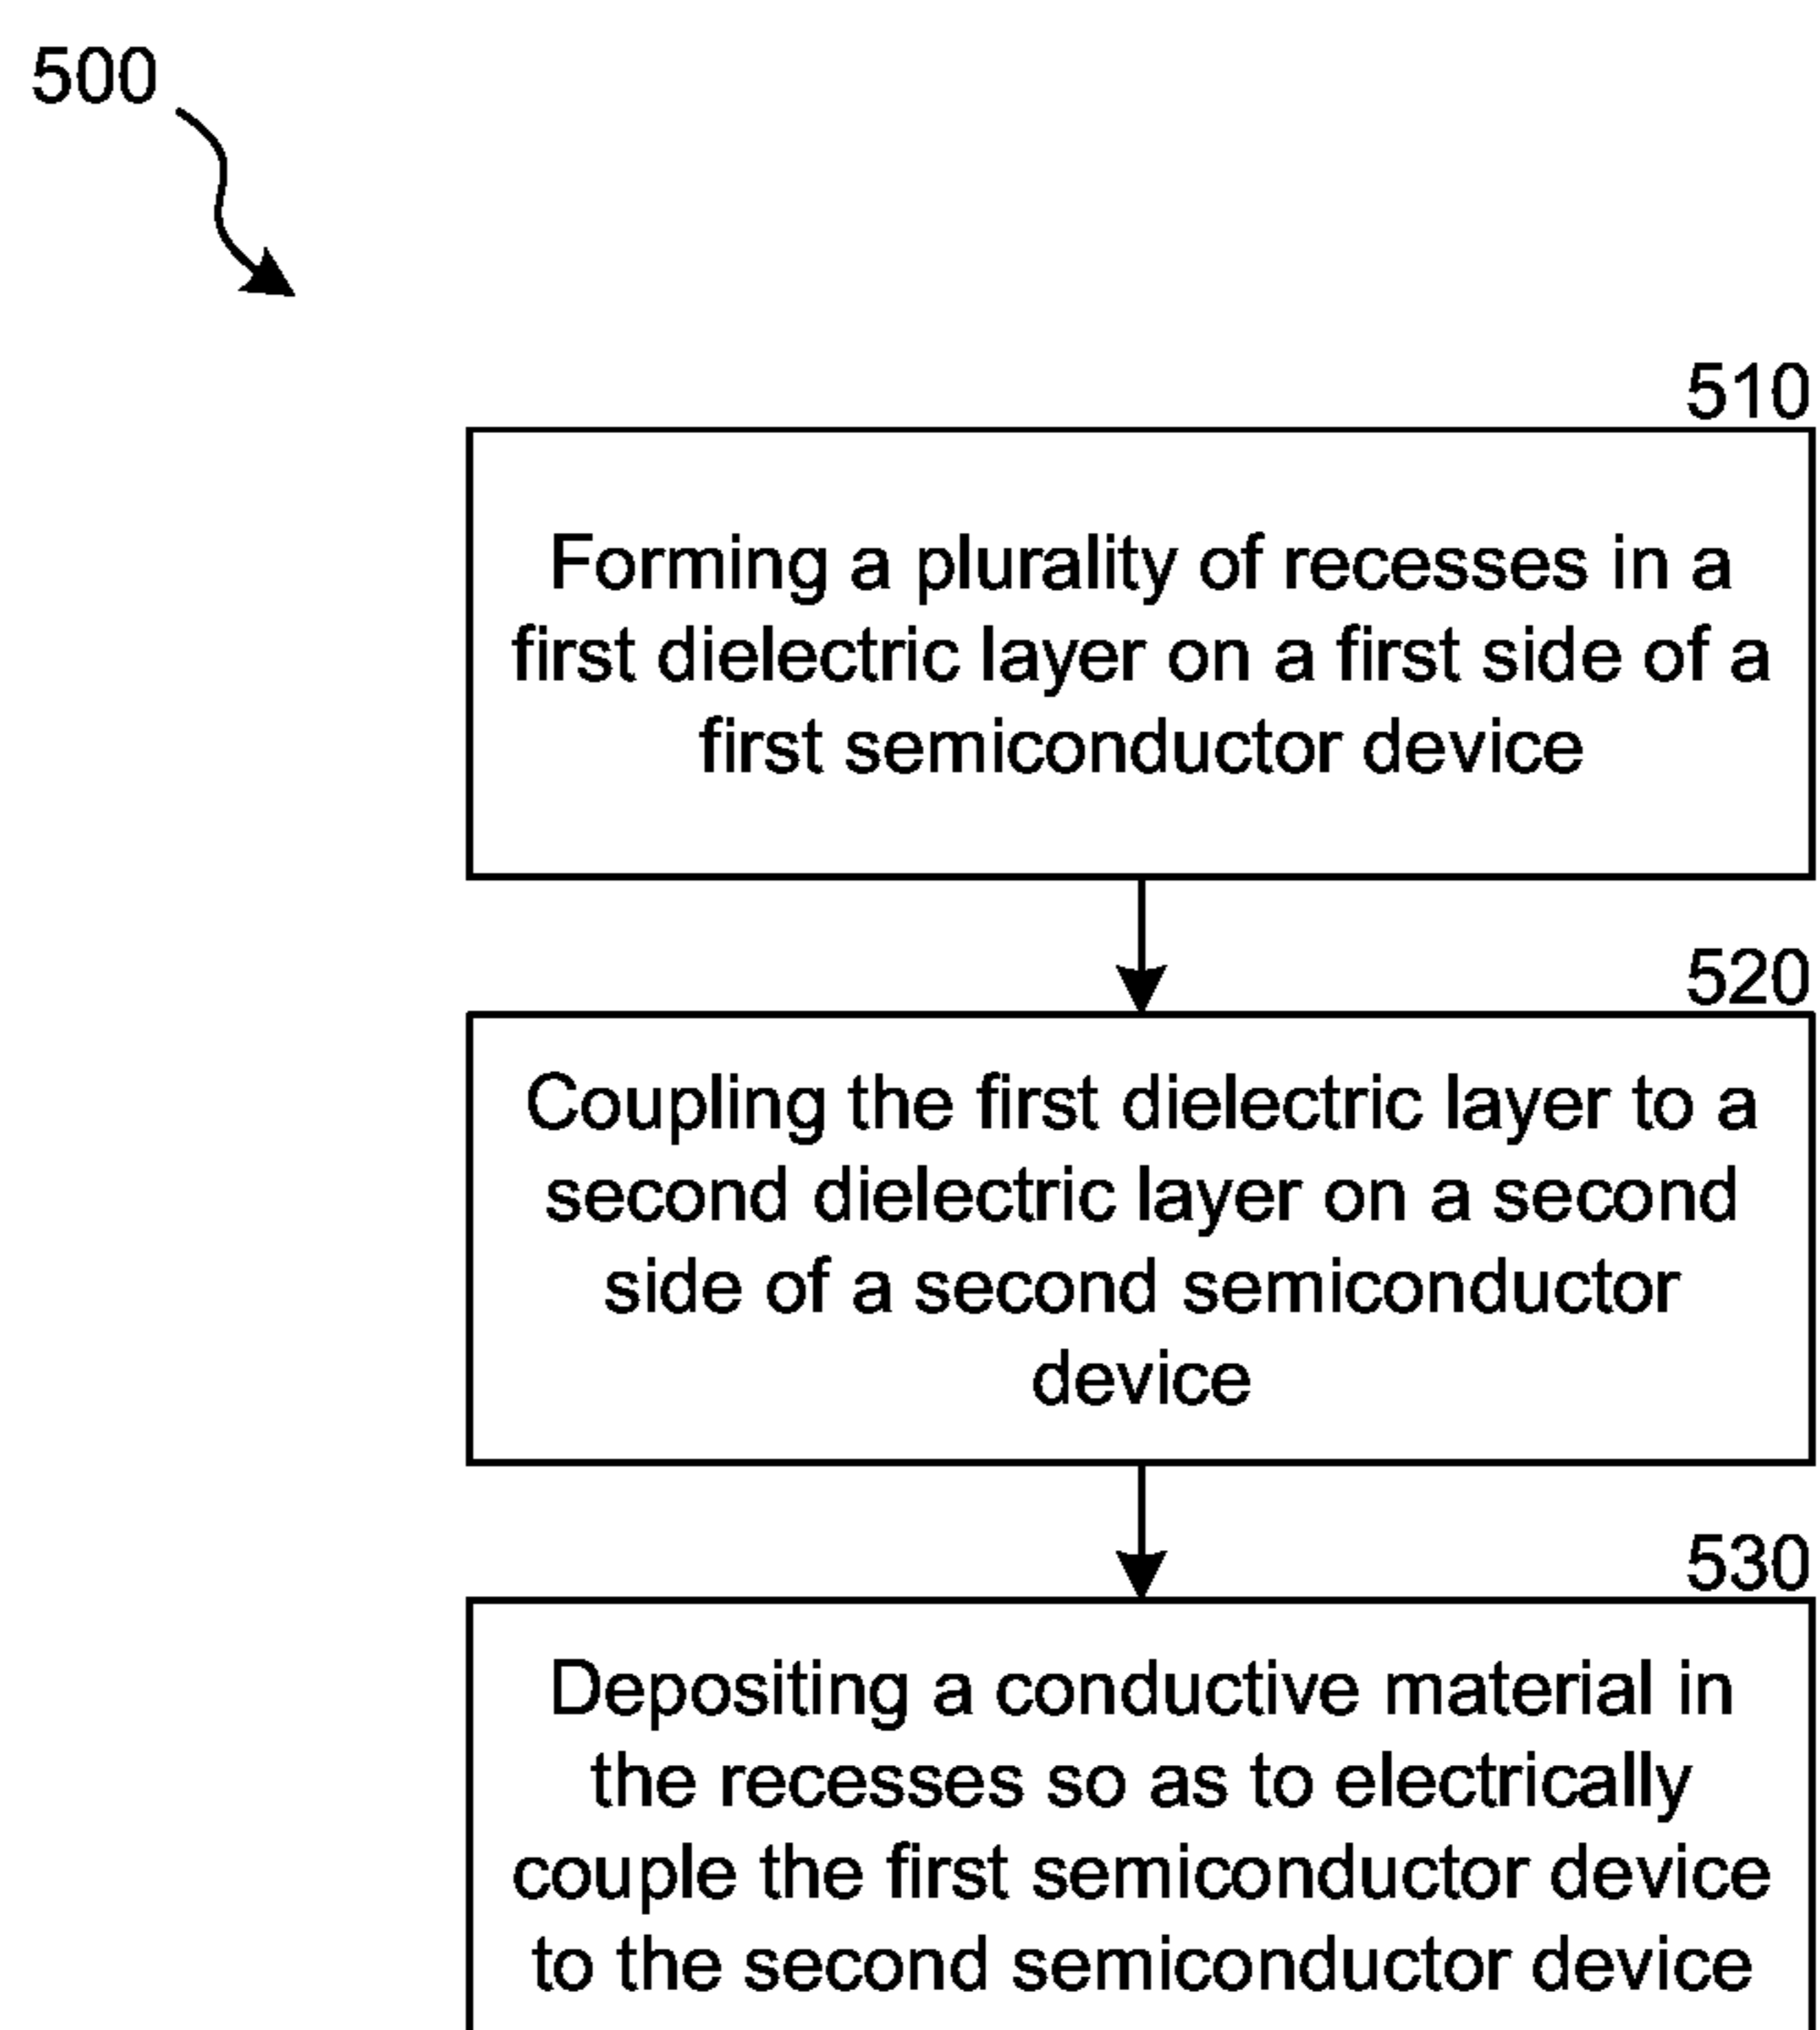 500
510
Forming a plurality of recesses in a
first dielectric layer on a first side of a
first semiconductor device
520
Coupling the first dielectric layer to a
second dielectric layer on a second
side of a second semiconductor
device
530
Depositing a conductive material in
the recesses so as to electrically
couple the first semiconductor device
to the second semiconductor device